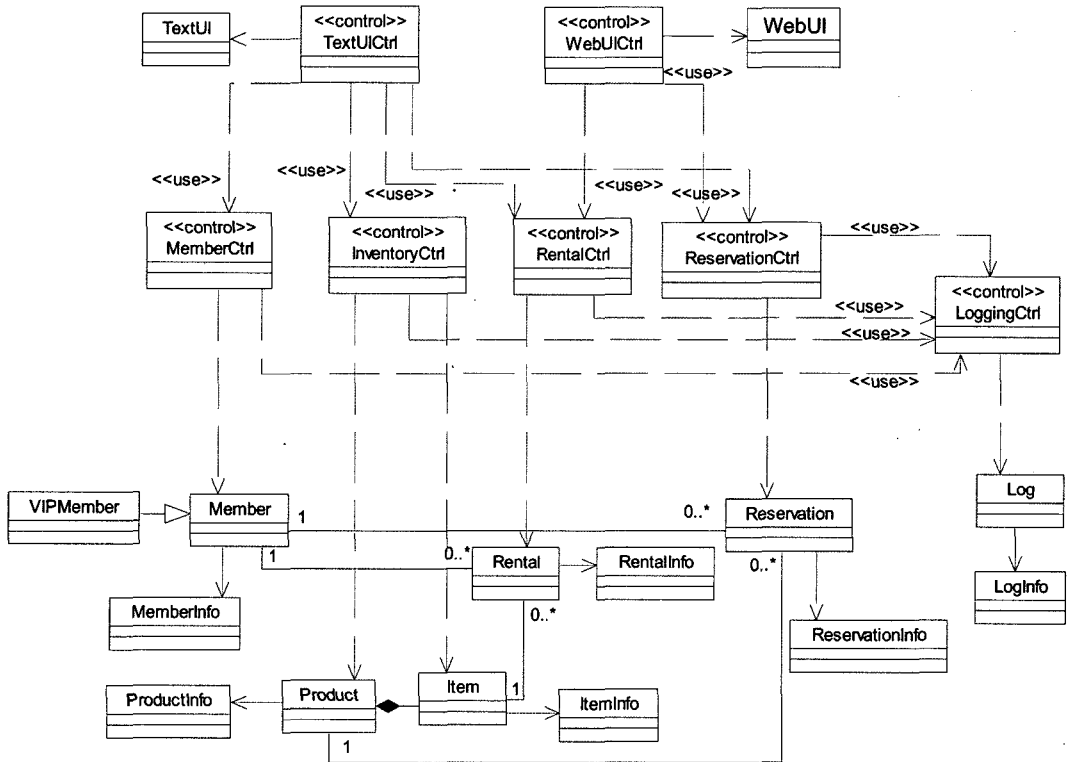 TextUI
<<control>>
TextUICtrl
<<control>>
WebUICtrl
WebUI
<<use>>
<<use>>
<<use>>
<<use>>
<<use>>
<<use>>
<<control>>
MemberCtrl
<<control>>
InventoryCtrl
<<control>>
RentalCtrl
<<control>>
ReservationCtrl
<<use>>
<<control>>
LoggingCtrl
<<use>>
<<use>>
<<use>>
VIPMember
Member
1
0..*
Reservation
Log
1
0..*
Rental
RentalInfo
0..*
LogInfo
MemberInfo
0..*
ReservationInfo
ProductInfo
Product
Item
1
ItemInfo
1